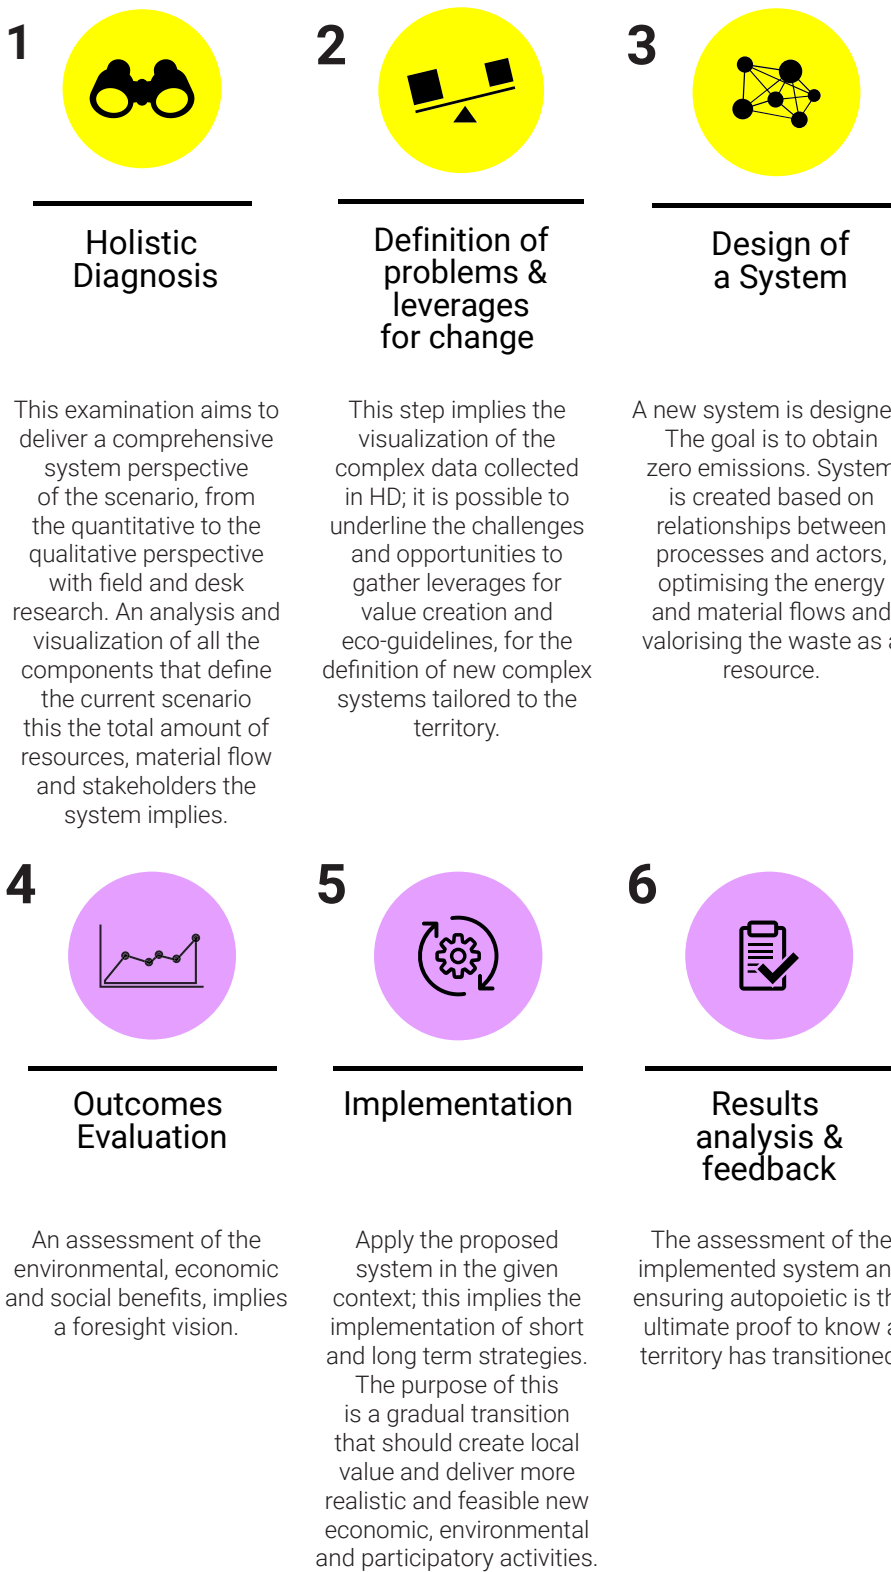 1
Holistic
Diagnosis
This examination aims to
deliver a comprehensive
system perspective
of the scenario, from
the quantitative to the
qualitative perspective
with field and desk
research. An analysis and
visualization of all the
components that define
the current scenario
this the total amount of
resources, material flow
and stakeholders the
system implies.
2
Definition of
problems &
leverages
for change
This step implies the
visualization of the
complex data collected
in HD; it is possible to
underline the challenges
and opportunities to
gather leverages for
value creation and
eco-guidelines, for the
definition of new complex
systems tailored to the
territory.
3
Design of
a System
A new system is designe
The goal is to obtain
zero emissions. System
is created based on
relationships between
processes and actors,
optimising the energy
and material flows and
valorising the waste as a
resource.
4
Outcomes
Evaluation
An assessment of the
environmental, economic
and social benefits, implies
a foresight vision.
5
Implementation
Apply the proposed
system in the given
context; this implies the
implementation of short
and long term strategies.
The purpose of this
is a gradual transition
that should create local
value and deliver more
realistic and feasible new
economic, environmental
and participatory activities.
6
Results
analysis &
feedback
The assessment of the
implemented system an
ensuring autopoietic is th
ultimate proof to know a
territory has transitioned